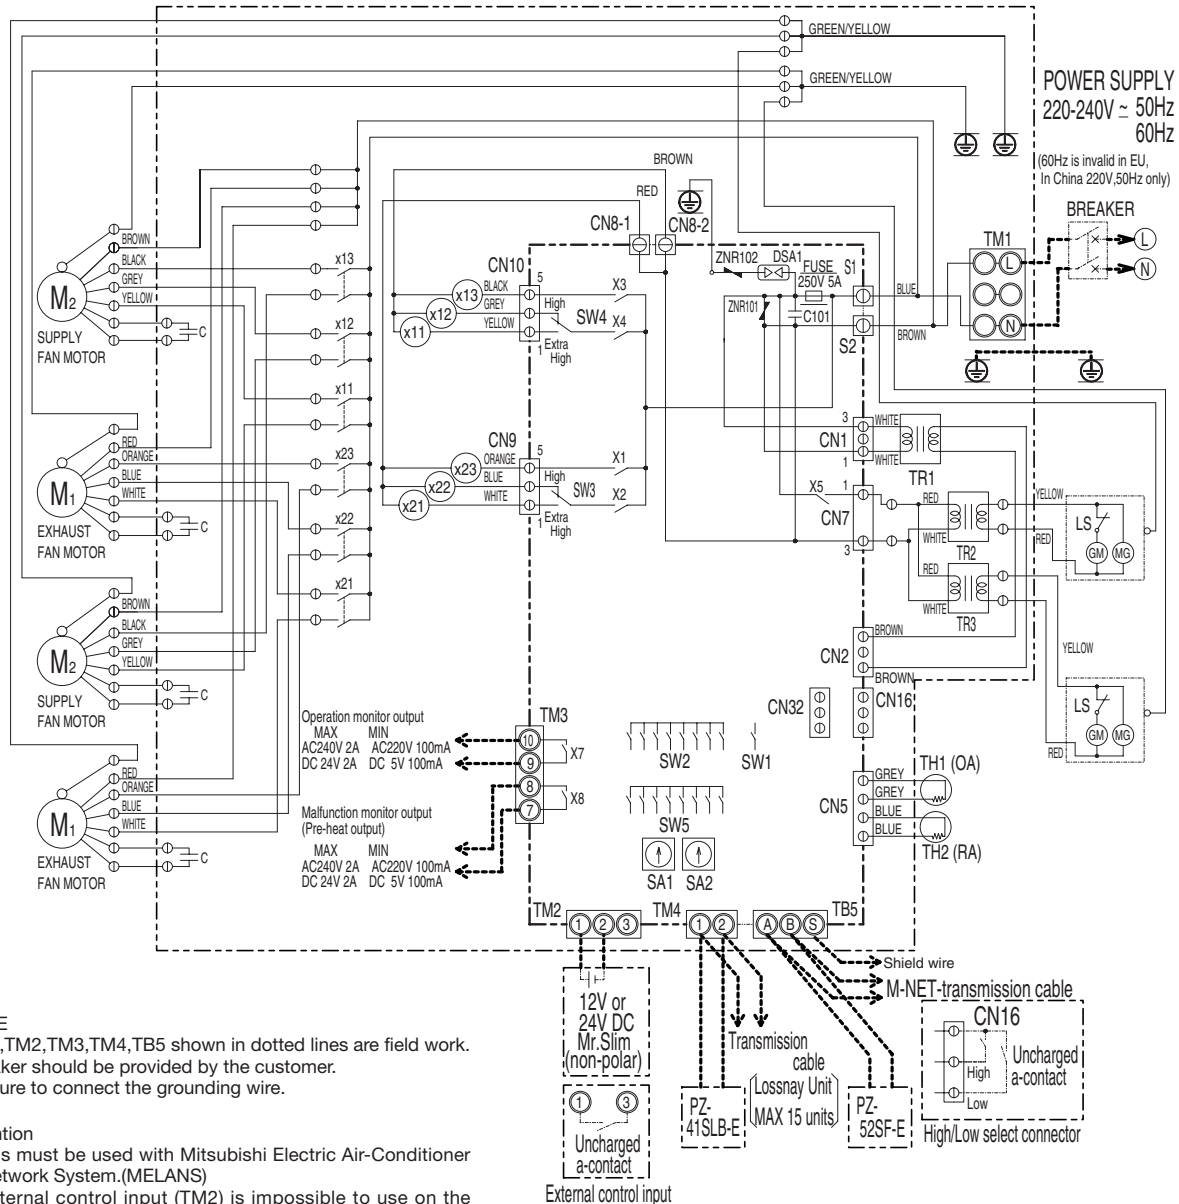 GREEN/YELLOW
GREEN/YELLOW
POWER SUPPLY
220-240V ~ 50Hz
60Hz
(60Hz is invalid in EU,
In China 220V,50Hz only)
BREAKER
L
N
TM1
L
N
BROWN
RED
CN8-1
CN8-2
ZNR102
DSA1
FUSE
250V 5A
S1
ZNR101
C101
BLUE
S2
BROWN
BROWN
BLACK
GREY
YELLOW
M2
C
SUPPLY
FAN MOTOR
x13
x12
x11
x23
x22
x21
CN10
5
x13
BLACK
x12
GREY
x11
YELLOW
High
X3
SW4
X4
1
Extra
High
RED
ORANGE
BLUE
WHITE
M1
C
EXHAUST
FAN MOTOR
CN9
5
x23
ORANGE
x22
BLUE
x21
WHITE
High
X1
SW3
X2
1
Extra
High
3
WHITE
CN1
1
WHITE
TR1
X5
1
CN7
3
RED
WHITE
TR2
YELLOW
RED
LS
GM
MG
RED
WHITE
TR3
YELLOW
RED
LS
GM
MG
BROWN
BLACK
GREY
YELLOW
M2
C
SUPPLY
FAN MOTOR
BROWN
CN2
BROWN
CN32
CN16
RED
ORANGE
BLUE
WHITE
M1
C
EXHAUST
FAN MOTOR
Operation monitor output
MAX MIN
AC240V 2A AC220V 100mA
DC 24V 2A DC 5V 100mA
Malfunction monitor output
(Pre-heat output)
MAX MIN
AC240V 2A AC220V 100mA
DC 24V 2A DC 5V 100mA
TM3
10
9
8
7
X7
X8
SW2
SW1
SW5
SA1
SA2
CN5
GREY
GREY
BLUE
BLUE
TH1 (OA)
TH2 (RA)
TM2
1 2 3
TM4
1 2
A B S
TB5
Shield wire
M-NET-transmission cable
12V or
24V DC
Mr.Slim
(non-polar)
1 3
Uncharged
a-contact
External control input
Transmission
cable
Lossnay Unit
MAX 15 units
PZ-
41SLB-E
PZ-
52SF-E
CN16
High
Low
Uncharged
a-contact
High/Low select connector
E
,TM2,TM3,TM4,TB5 shown in dotted lines are field work.
aker should be provided by the customer.
ure to connect the grounding wire.
ntion
s must be used with Mitsubishi Electric Air-Conditioner
etwork System.(MELANS)
ternal control input (TM2) is impossible to use on the